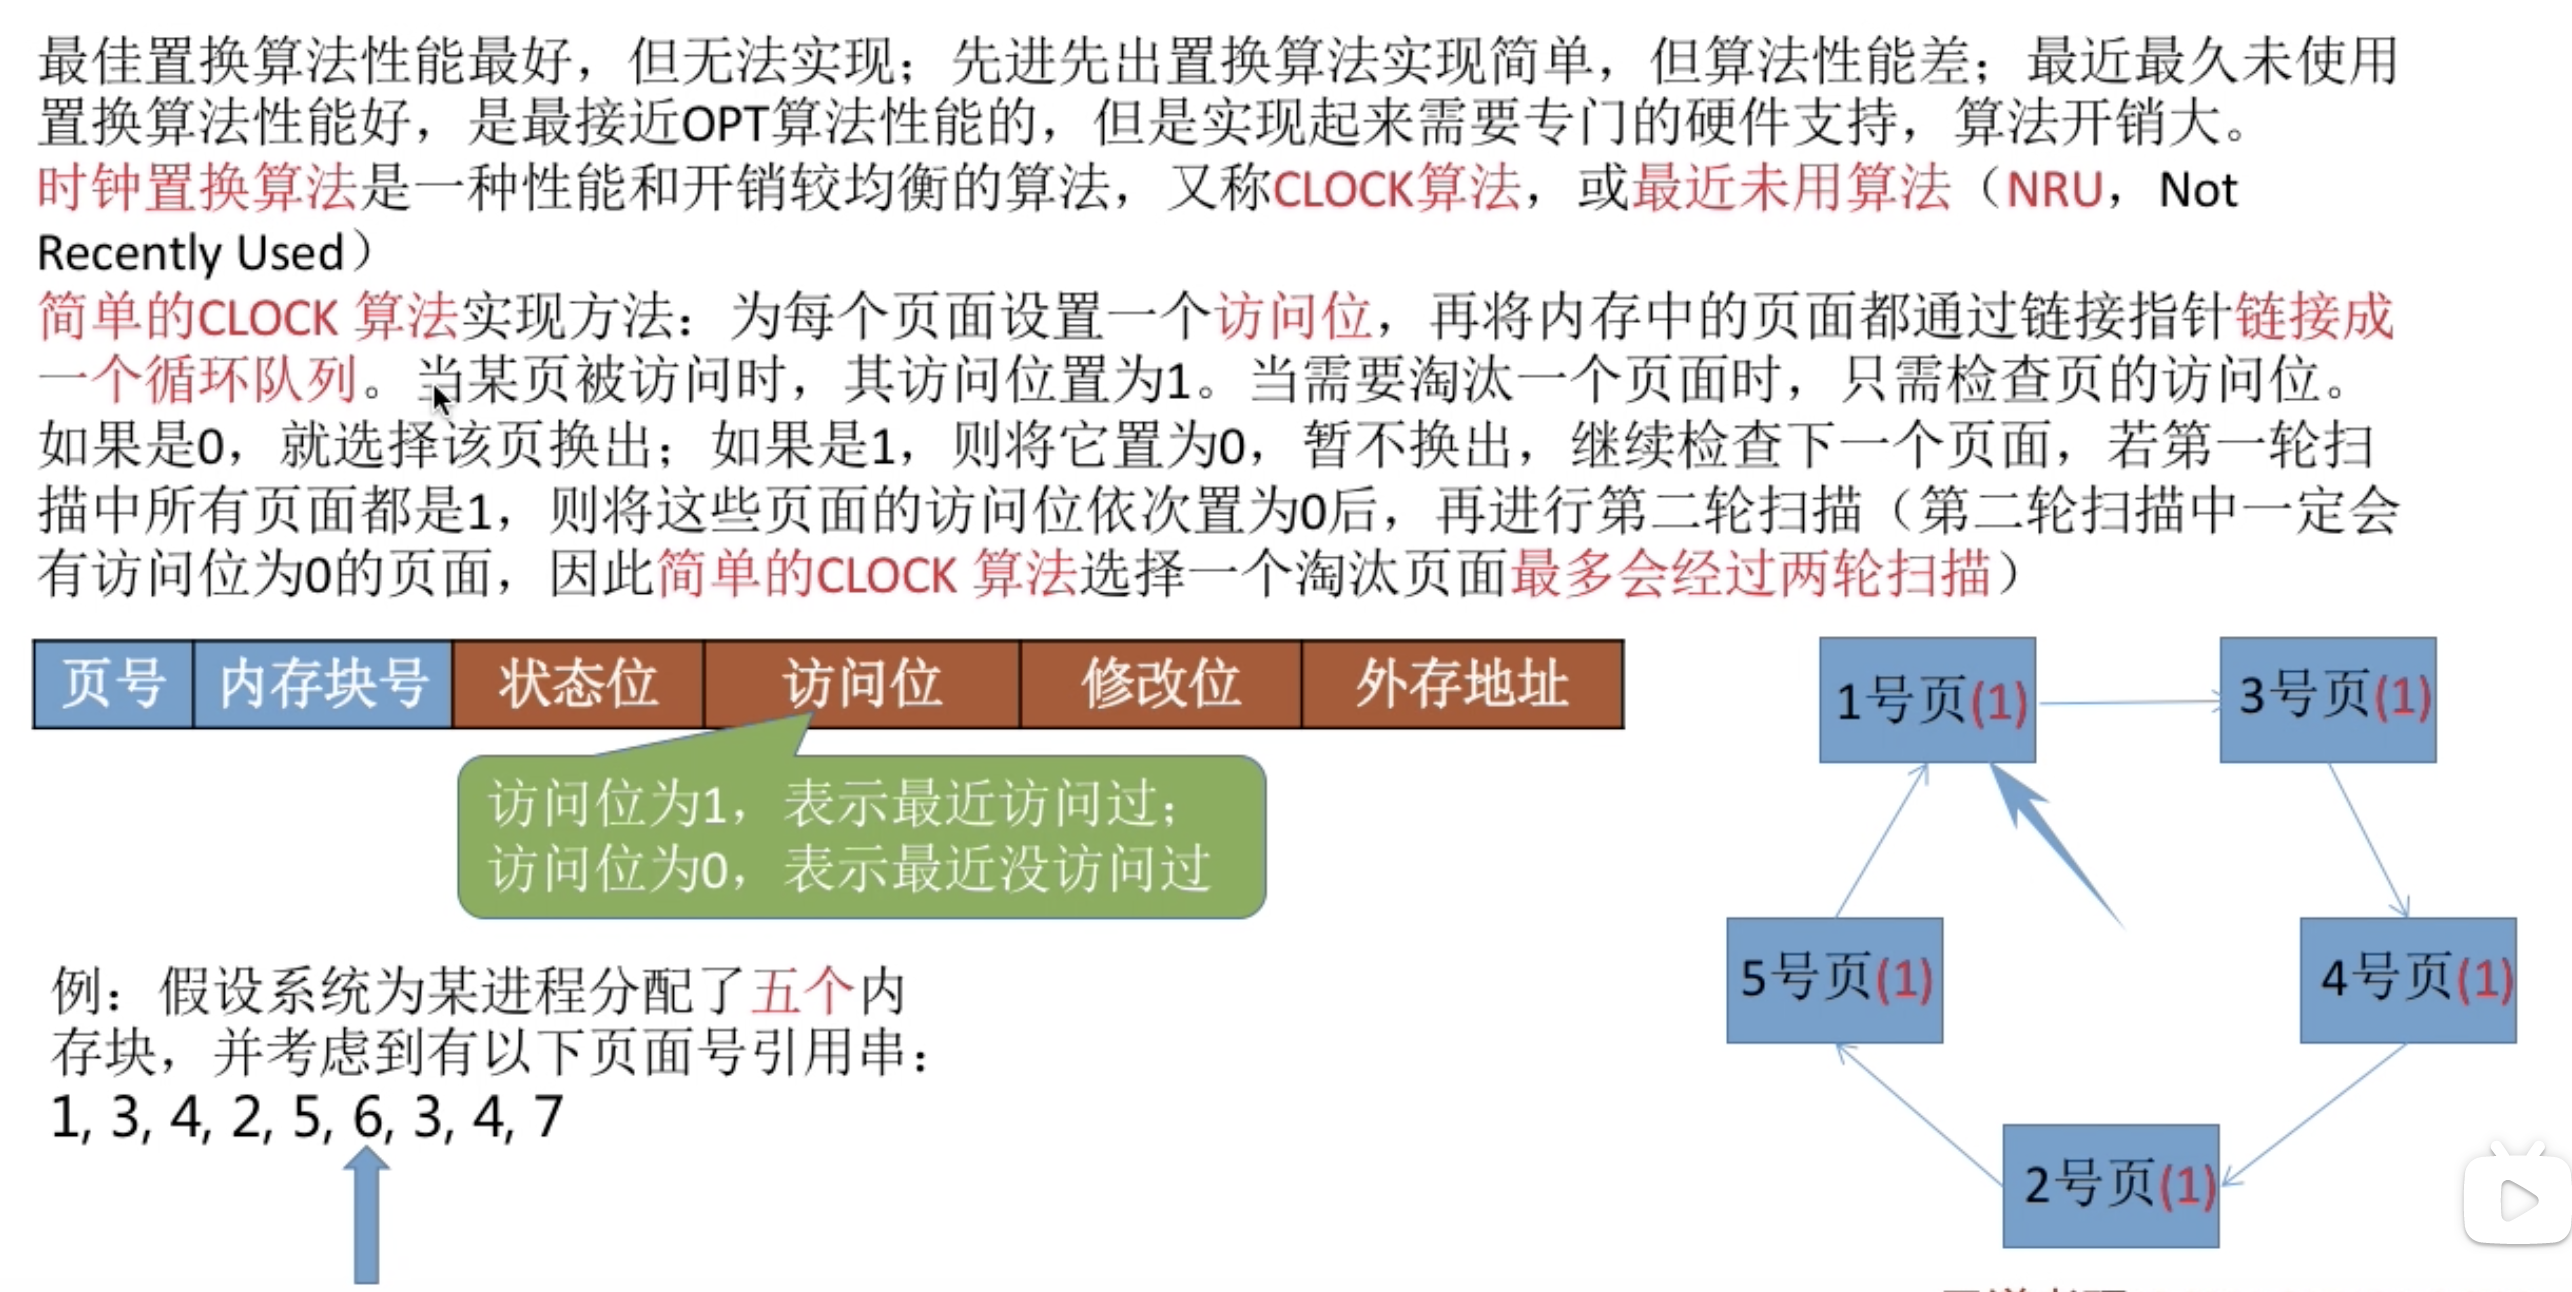 最佳置换算法性能最好，但无法实现；先进先出置换算法实现简单，但算法性能差；最近最久未使用
置换算法性能好，是最接近OPT算法性能的，但是实现起来需要专门的硬件支持，算法开销大。
时钟置换算法是一种性能和开销较均衡的算法，又称CLOCK算法，或最近未用算法（NRU，Not
Recently Used）
简单的CLOCK 算法实现方法：为每个页面设置一个访问位，再将内存中的页面都通过链接指针链接成
一个循环队列。当某页被访问时，其访问位置为1。当需要淘汰一个页面时，只需检查页的访问位。
如果是0，就选择该页换出；如果是1，则将它置为0，暂不换出，继续检查下一个页面，若第一轮扫
描中所有页面都是1，则将这些页面的访问位依次置为0后，再进行第二轮扫描（第二轮扫描中一定会
有访问位为0的页面，因此简单的CLOCK 算法选择一个淘汰页面最多会经过两轮扫描）
页号 内存块号 状态位 访问位 修改位 外存地址
访问位为1，表示最近访问过；
访问位为0，表示最近没访问过
例：假设系统为某进程分配了五个内
存块，并考虑到有以下页面号引用串：
1, 3, 4, 2, 5, 6, 3, 4, 7
1号页(1)
3号页(1)
5号页(1)
4号页(1)
2号页(1)